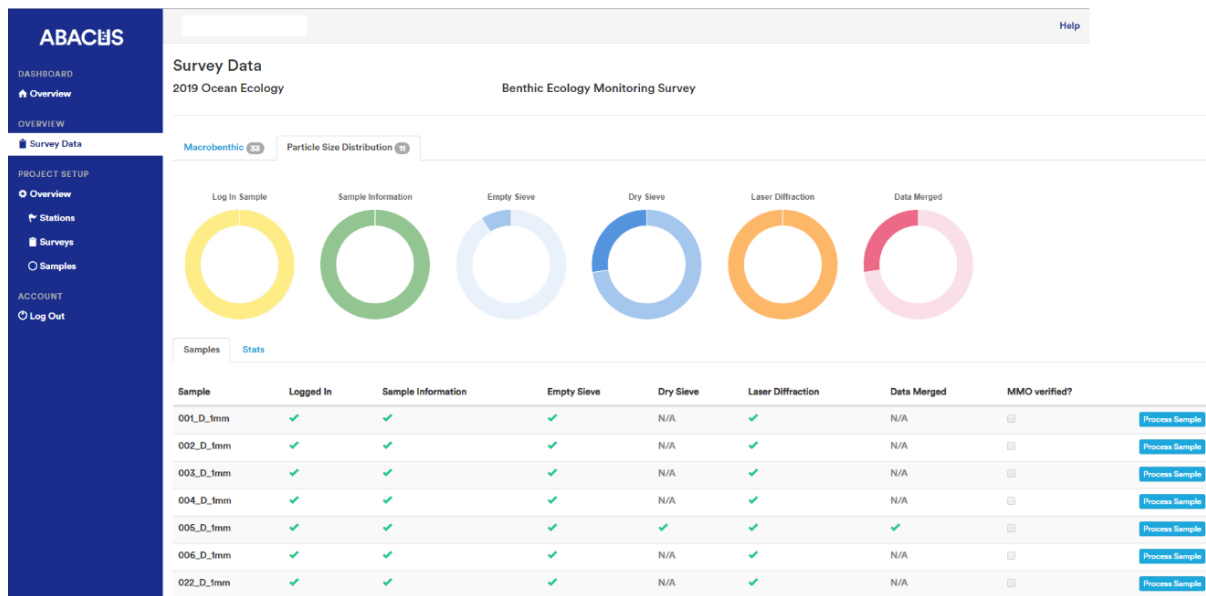 ABACUS
Help
DASHBOARD
Overview
OVERVIEW
Survey Data
PROJECT SETUP
Overview
Stations
Surveys
Samples
ACCOUNT
Log Out
Survey Data
2019 Ocean Ecology Benthic Ecology Monitoring Survey
Macrobenthic 33 Particle Size Distribution 11
Log In Sample Sample Information Empty Sieve Dry Sieve Laser Diffraction Data Merged
Samples Stats
Sample Logged In Sample Information Empty Sieve Dry Sieve Laser Diffraction Data Merged MMO verified?
001_D_1mm ✔ ✔ ✔ N/A ✔ N/A Process Sample
002_D_1mm ✔ ✔ ✔ N/A ✔ N/A Process Sample
003_D_1mm ✔ ✔ ✔ N/A ✔ N/A Process Sample
004_D_1mm ✔ ✔ ✔ N/A ✔ N/A Process Sample
005_D_1mm ✔ ✔ ✔ ✔ ✔ ✔ Process Sample
006_D_1mm ✔ ✔ ✔ N/A ✔ N/A Process Sample
022_D_1mm ✔ ✔ ✔ N/A ✔ N/A Process Sample